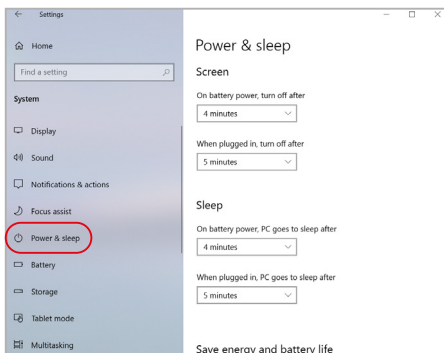 Settings
Home
Find a setting
System
Display
Sound
Notifications & actions
Focus assist
Power & sleep
Battery
Storage
Tablet mode
Multitasking
Power & sleep
Screen
On battery power, turn off after
4 minutes
When plugged in, turn off after
5 minutes
Sleep
On battery power, PC goes to sleep after
4 minutes
When plugged in, PC goes to sleep after
5 minutes
Save energy and battery life